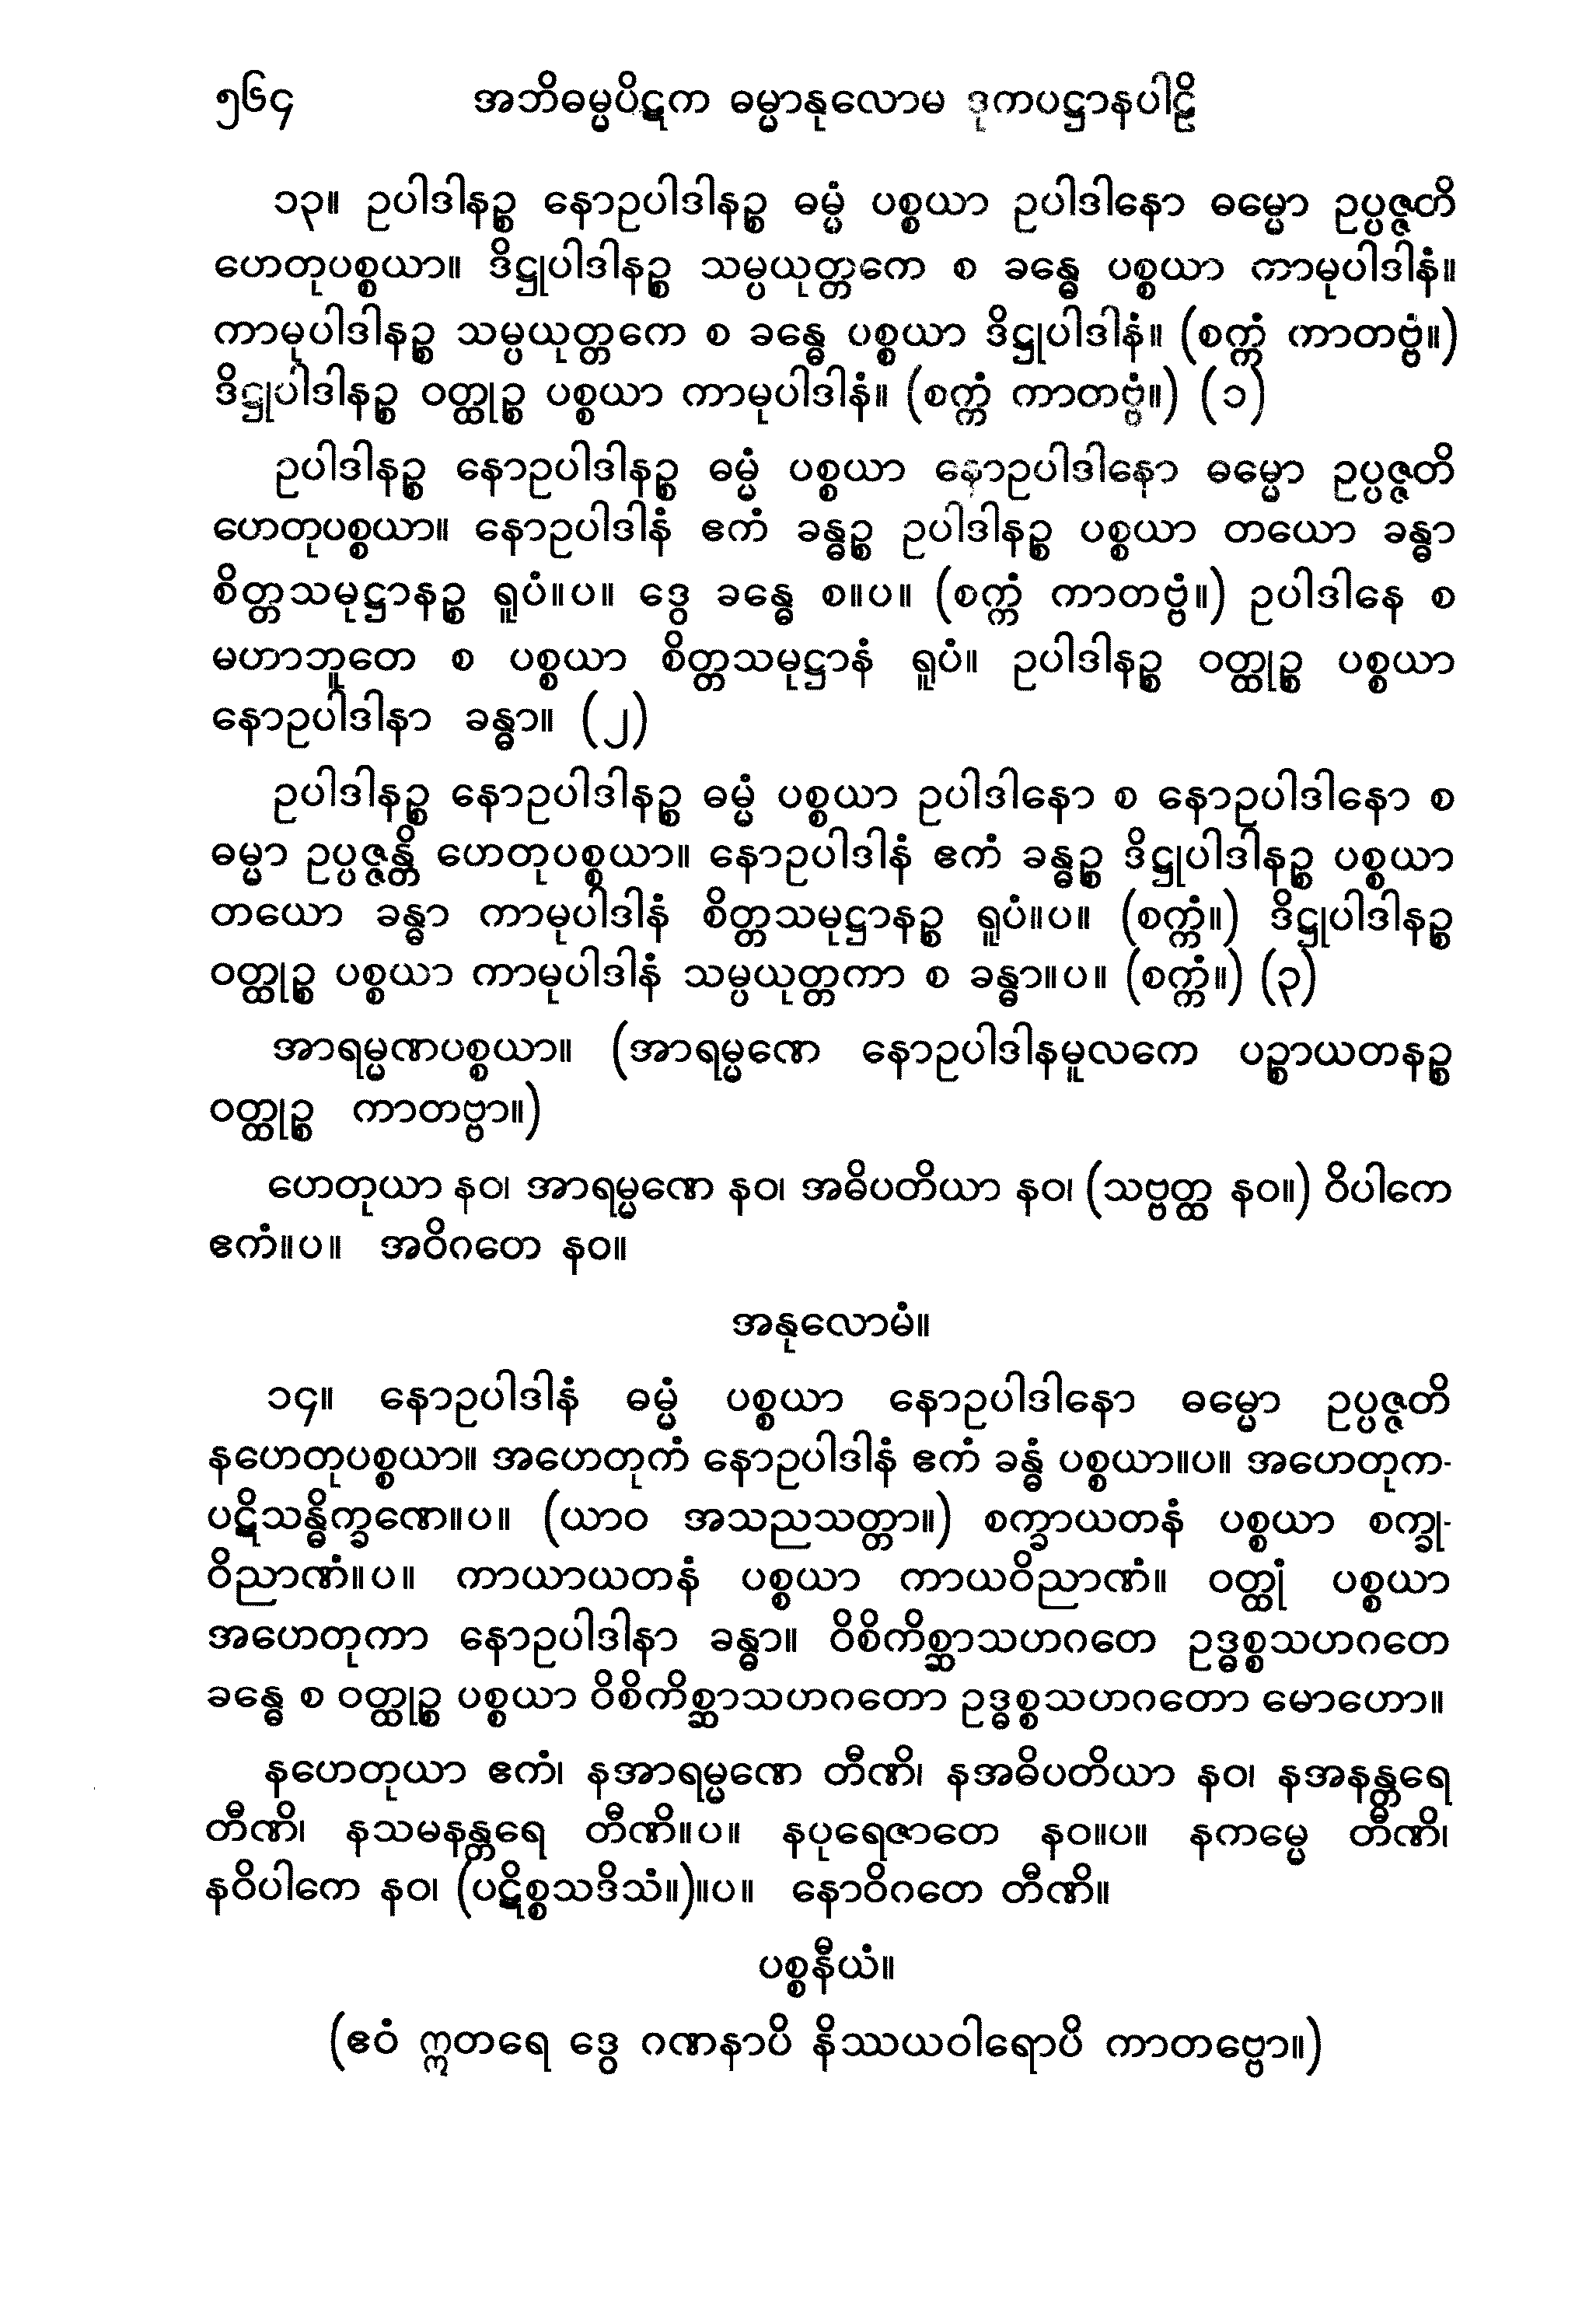 ၅၆၄ အဘိဓမ္မပိဋက ဓမ္မာနုလောမ ဒုကပဋ္ဌာနပါဠိ
၁၃။ ဥပါဒါနဉ္စ နောဥပါဒါနဉ္စ ဓမ္မံ ပစ္စယာ ဥပါဒါနော ဓမ္မော ဥပ္ပဇ္ဇတိ
ဟေတုပစ္စယာ။ ဒိဋ္ဌုပါဒါနဉ္စ သမ္ပယုတ္တကေ စ ခန္ဓေ ပစ္စယာ ကာမုပါဒါနံ။
ကာမုပါဒါနဉ္စ သမ္ပယုတ္တကေ စ ခန္ဓေ ပစ္စယာ ဒိဋ္ဌုပါဒါနံ။ (စက္ကံ ကာတဗ္ဗံ။)
ဒိဋ္ဌုပါဒါနဉ္စ ဝတ္ထုဉ္စ ပစ္စယာ ကာမုပါဒါနံ။ (စက္ကံ ကာတဗ္ဗံ။) (၁)
ဥပါဒါနဉ္စ နောဥပါဒါနဉ္စ ဓမ္မံ ပစ္စယာ နောဥပါဒါနော ဓမ္မော ဥပ္ပဇ္ဇတိ
ဟေတုပစ္စယာ။ နောဥပါဒါနံ ဧကံ ခန္ဓဉ္စ ဥပါဒါနဉ္စ ပစ္စယာ တယော ခန္ဓာ
စိတ္တသမုဋ္ဌာနဉ္စ ရူပံ။ပ။ ဒွေ ခန္ဓေ စ။ပ။ (စက္ကံ ကာတဗ္ဗံ။) ဥပါဒါနေ စ
မဟာဘူတေ စ ပစ္စယာ စိတ္တသမုဋ္ဌာနံ ရူပံ။ ဥပါဒါနဉ္စ ဝတ္ထုဉ္စ ပစ္စယာ
နောဥပါဒါနာ ခန္ဓာ။ (၂)
ဥပါဒါနဉ္စ နောဥပါဒါနဉ္စ ဓမ္မံ ပစ္စယာ ဥပါဒါနော စ နောဥပါဒါနော စ
ဓမ္မာ ဥပ္ပဇ္ဇန္တိ ဟေတုပစ္စယာ။ နောဥပါဒါနံ ဧကံ ခန္ဓဉ္စ ဒိဋ္ဌုပါဒါနဉ္စ ပစ္စယာ
တယော ခန္ဓာ ကာမုပါဒါနံ စိတ္တသမုဋ္ဌာနဉ္စ ရူပံ။ပ။ (စက္ကံ။) ဒိဋ္ဌုပါဒါနဉ္စ
ဝတ္ထုဉ္စ ပစ္စယာ ကာမုပါဒါနံ သမ္ပယုတ္တကာ စ ခန္ဓာ။ပ။ (စက္ကံ။) (၃)
အာရမ္မဏပစ္စယာ။ (အာရမ္မဏေ နောဥပါဒါနမူလကေ ပဉ္စာယတနဉ္စ
ဝတ္ထုဉ္စ ကာတဗ္ဗာ။)
ဟေတုယာ နဝ၊ အာရမ္မဏေ နဝ၊ အဓိပတိယာ နဝ၊ (သဗ္ဗတ္ထ နဝ။) ဝိပါကေ
ဧကံ။ပ။ အဝိဂတေ နဝ။
အနုလောမံ။
၁၄။ နောဥပါဒါနံ ဓမ္မံ ပစ္စယာ နောဥပါဒါနော ဓမ္မော ဥပ္ပဇ္ဇတိ
နဟေတုပစ္စယာ။ အဟေတုကံ နောဥပါဒါနံ ဧကံ ခန္ဓံ ပစ္စယာ။ပ။ အဟေတုက-
ပဋိသန္ဓိက္ခဏေ။ပ။ (ယာဝ အသညသတ္တာ။) စက္ခာယတနံ ပစ္စယာ စက္ခု-
ဝိညာဏံ။ပ။ ကာယာယတနံ ပစ္စယာ ကာယဝိညာဏံ။ ဝတ္ထုံ ပစ္စယာ
အဟေတုကာ နောဥပါဒါနာ ခန္ဓာ။ ဝိစိကိစ္ဆာသဟဂတေ ဥဒ္ဓစ္စသဟဂတေ
ခန္ဓေ စ ဝတ္ထုဉ္စ ပစ္စယာ ဝိစိကိစ္ဆာသဟဂတော ဥဒ္ဓစ္စသဟဂတော မောဟော။
နဟေတုယာ ဧကံ၊ နအာရမ္မဏေ တီဏိ၊ နအဓိပတိယာ နဝ၊ နအနန္တရေ
တီဏိ၊ နသမနန္တရေ တီဏိ။ပ။ နပုရေဇာတေ နဝ။ပ။ နကမ္မေ တီဏိ၊
နဝိပါကေ နဝ၊ (ပဋိစ္စသဒိသံ။)။ပ။ နောဝိဂတေ တီဏိ။
ပစ္စနီယံ။
(ဧဝံ ဣတရေ ဒွေ ဂဏနာပိ နိဿယဝါရောပိ ကာတဗ္ဗော။)